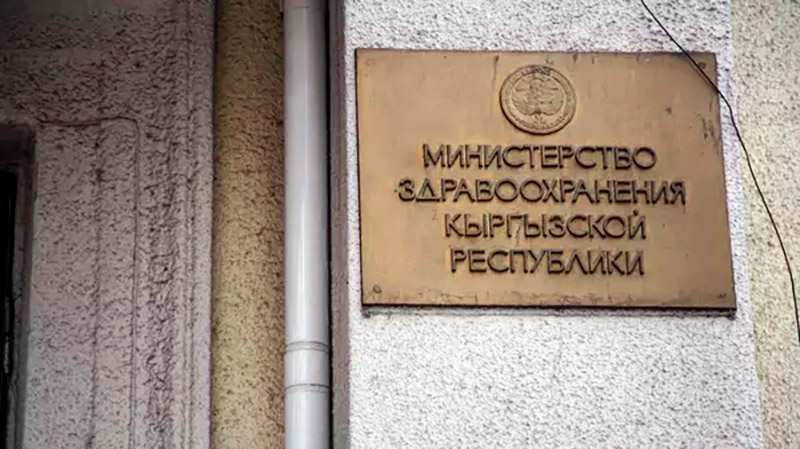 МИНИСТЕРСТВО
ЗДРАВООХРАНЕНИЯ
КЫРГЫЗСКОЙ
РЕСПУБЛИКИ